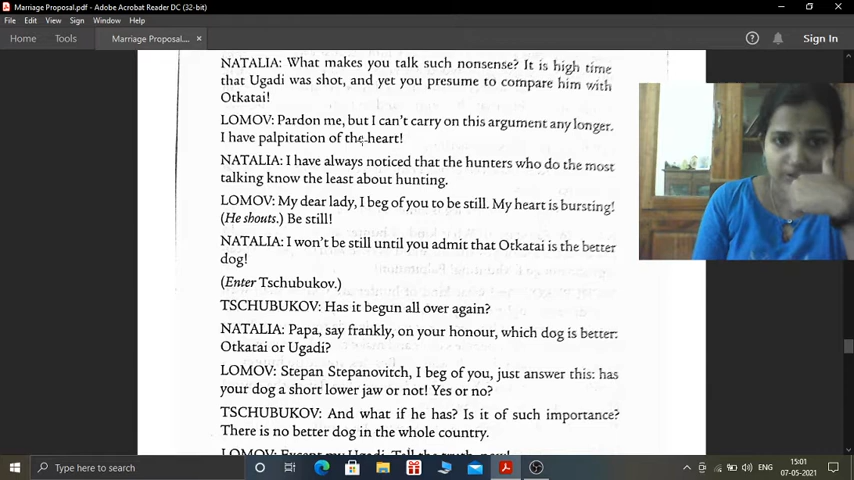 Marriage Proposal.pdf - Adobe Acrobat Reader DC (32-bit)
File Edit View Sign Window Help
Home Tools Marriage Proposal.... × Sign In
NATALIA: What makes you talk such nonsense? It is high time
that Ugadi was shot, and yet you presume to compare him with
Otkatai!
LOMOV: Pardon me, but I can't carry on this argument any longer.
I have palpitation of the heart!
NATALIA: I have always noticed that the hunters who do the most
talking know the least about hunting.
LOMOV: My dear lady, I beg of you to be still. My heart is bursting!
(He shouts.) Be still!
NATALIA: I won't be still until you admit that Otkatai is the better
dog!
(Enter Tschubukov.)
TSCHUBUKOV: Has it begun all over again?
NATALIA: Papa, say frankly, on your honour, which dog is better:
Otkatai or Ugadi?
LOMOV: Stepan Stepanovitch, I beg of you, just answer this: has
your dog a short lower jaw or not! Yes or no?
TSCHUBUKOV: And what if he has? Is it of such importance?
There is no better dog in the whole country.
LOMOV: Except my Ugadi. Tell the truth, now!
Type here to search
ENG
15:01
07-05-2021